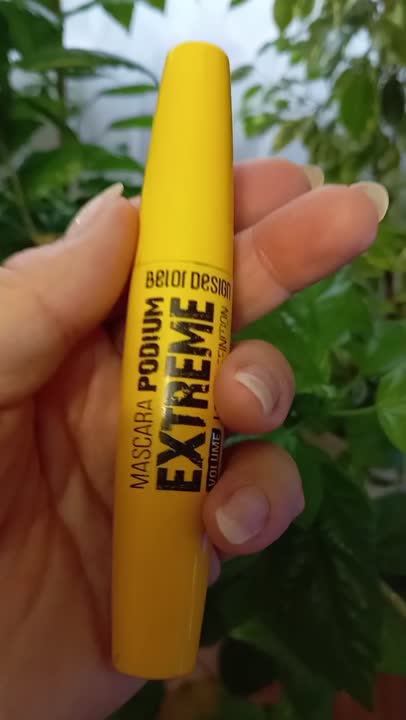 Belor Design
MASCARA PODIUM
EXTREME
VOLUME